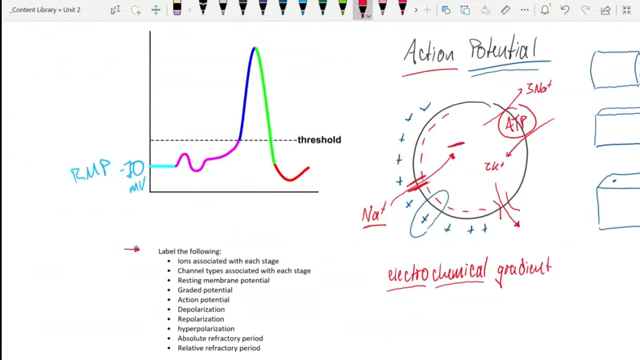 _Content Library » Unit 2
Action Potential
threshold
RMP -70
mV
3Na+
ATP
2K+
Na+
electrochemical gradient
Label the following:
• Ions associated with each stage
• Channel types associated with each stage
• Resting membrane potential
• Graded potential
• Action potential
• Depolarization
• Repolarization
• hyperpolarization
• Absolute refractory period
• Relative refractory period